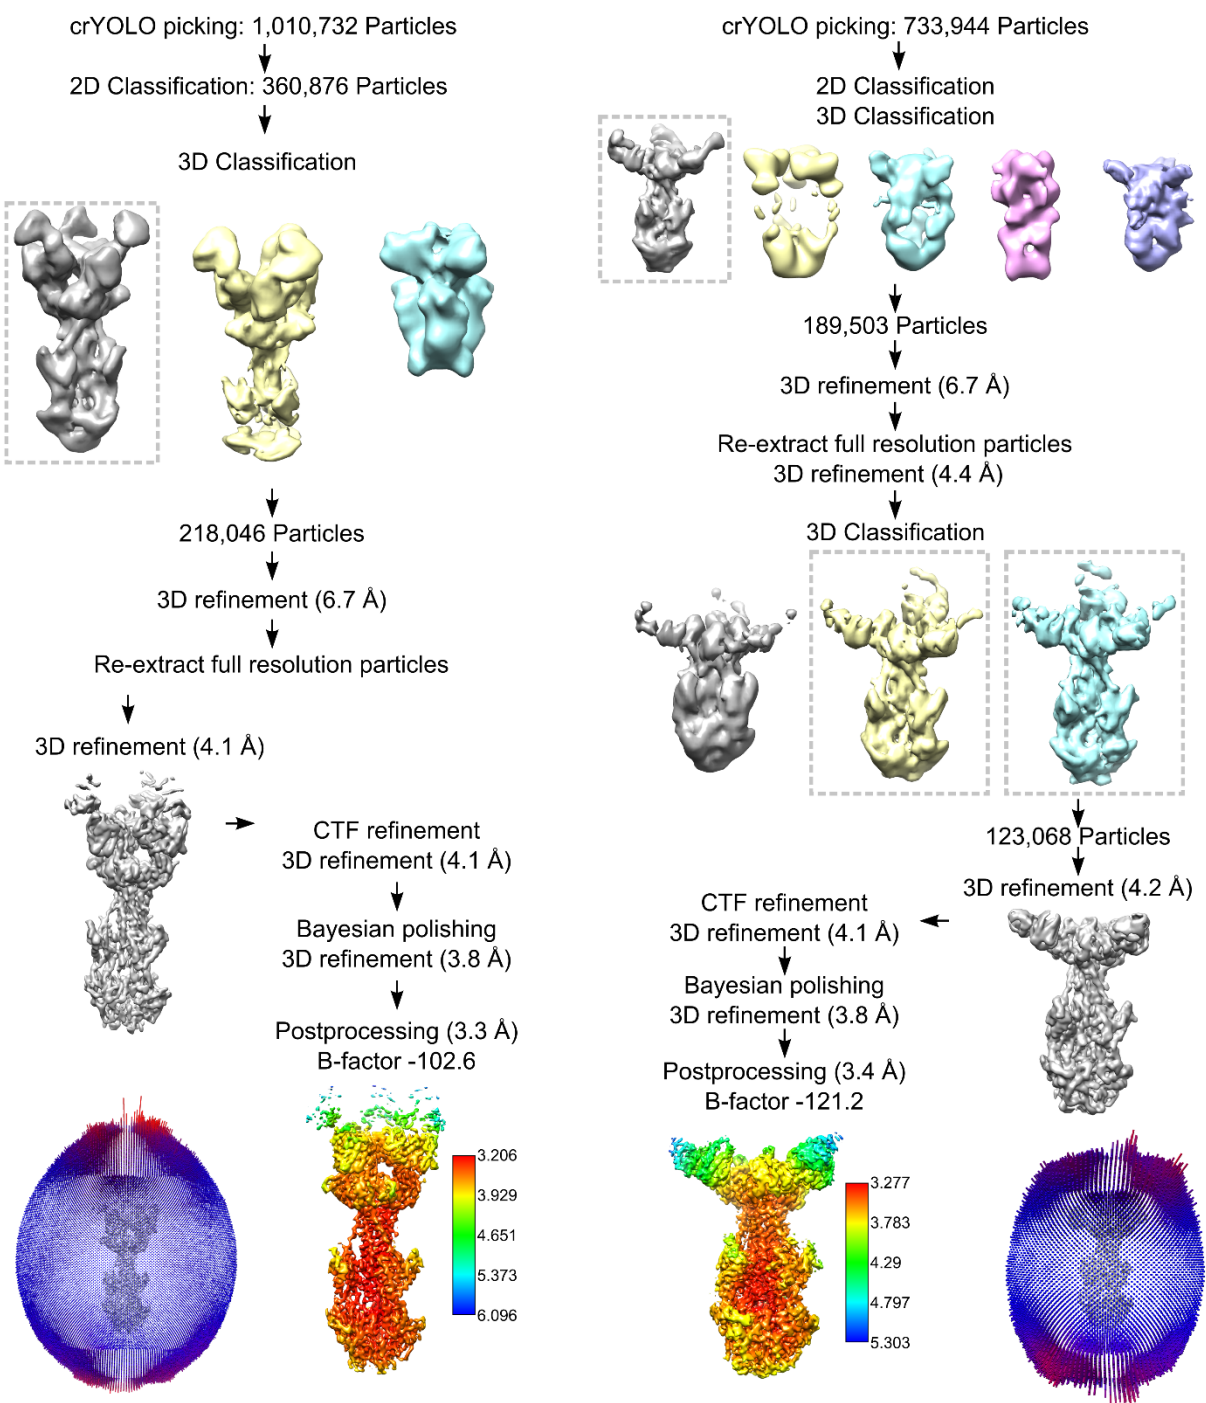 crYOLO picking: 1,010,732 Particles
2D Classification: 360,876 Particles
3D Classification
218,046 Particles
3D refinement (6.7 Å)
Re-extract full resolution particles
3D refinement (4.1 Å)
CTF refinement
3D refinement (4.1 Å)
Bayesian polishing
3D refinement (3.8 Å)
Postprocessing (3.3 Å)
B-factor -102.6
3.206
3.929
4.651
5.373
6.096
crYOLO picking: 733,944 Particles
2D Classification
3D Classification
189,503 Particles
3D refinement (6.7 Å)
Re-extract full resolution particles
3D refinement (4.4 Å)
3D Classification
123,068 Particles
3D refinement (4.2 Å)
CTF refinement
3D refinement (4.1 Å)
Bayesian polishing
3D refinement (3.8 Å)
Postprocessing (3.4 Å)
B-factor -121.2
3.277
3.783
4.29
4.797
5.303